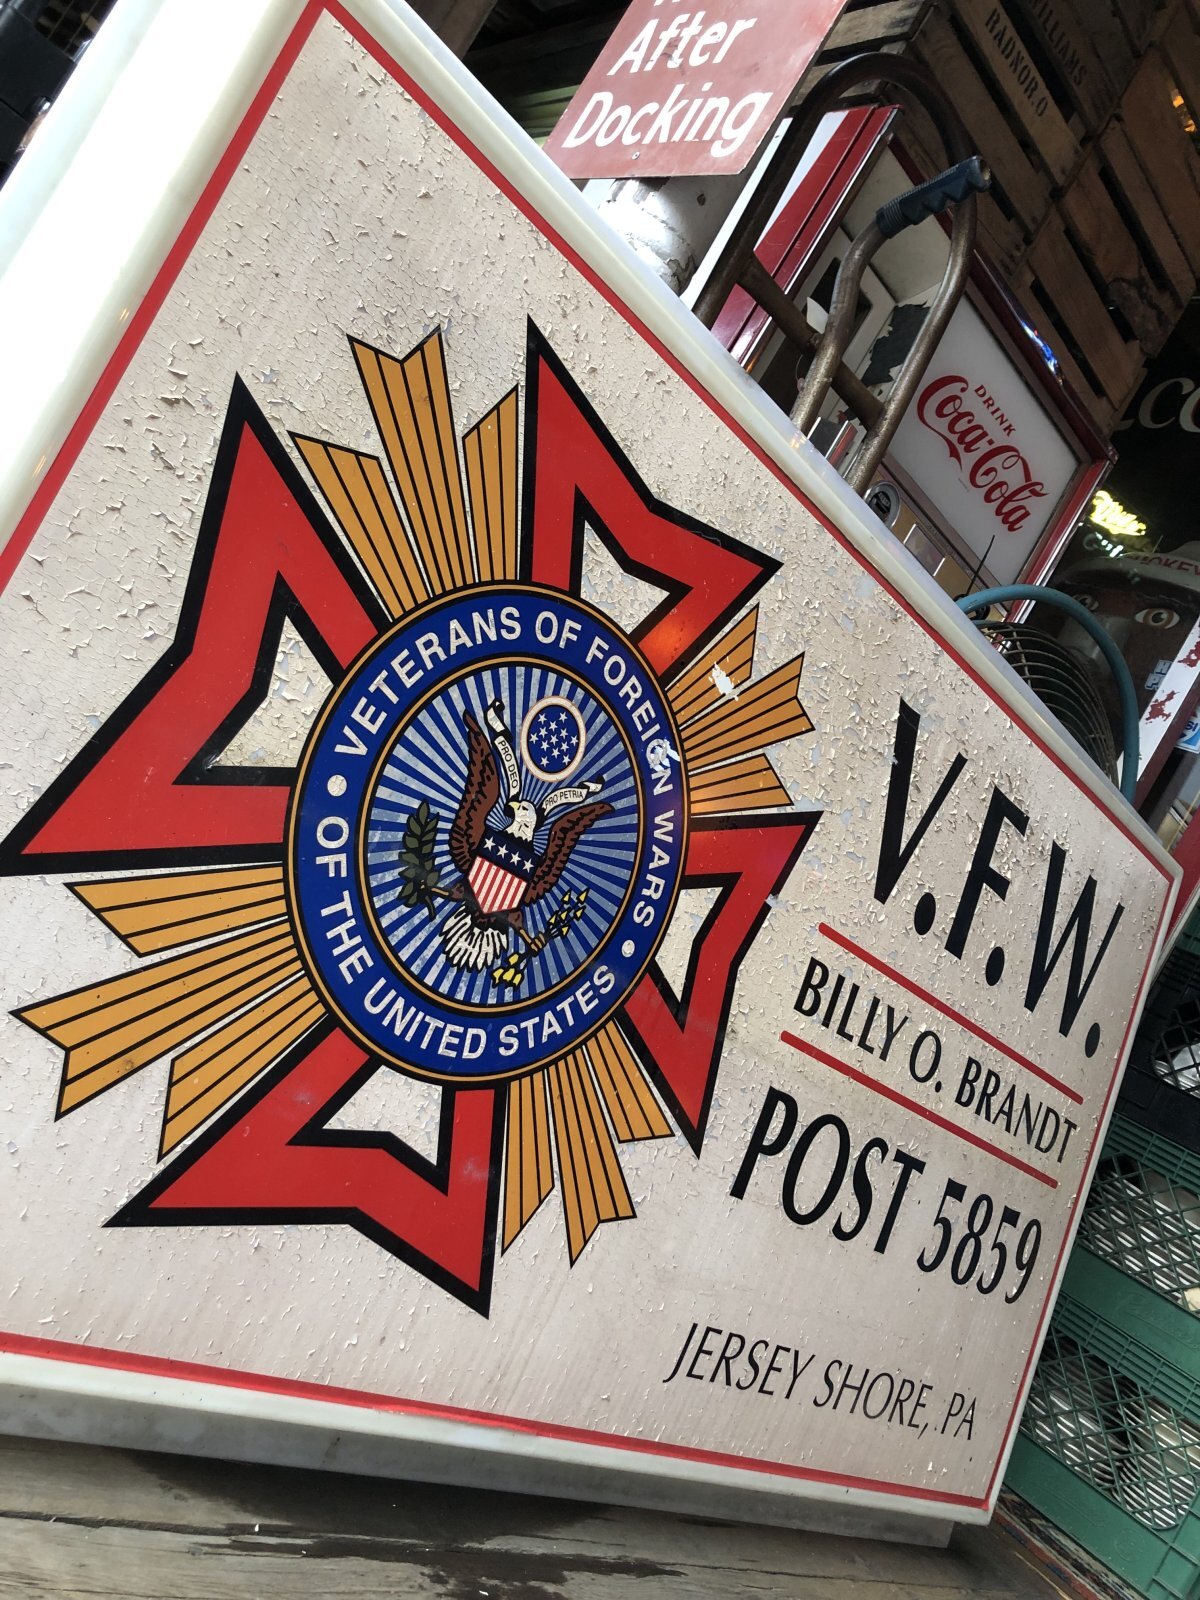 After
Docking
WILLIAMS
RADNOR.O
DRINK
Coca-Cola
VETERANS OF FOREIGN WARS
OF THE UNITED STATES
PRO DEO
PRO PETRIA
V.F.W.
BILLY O. BRANDT
POST 5859
JERSEY SHORE, PA